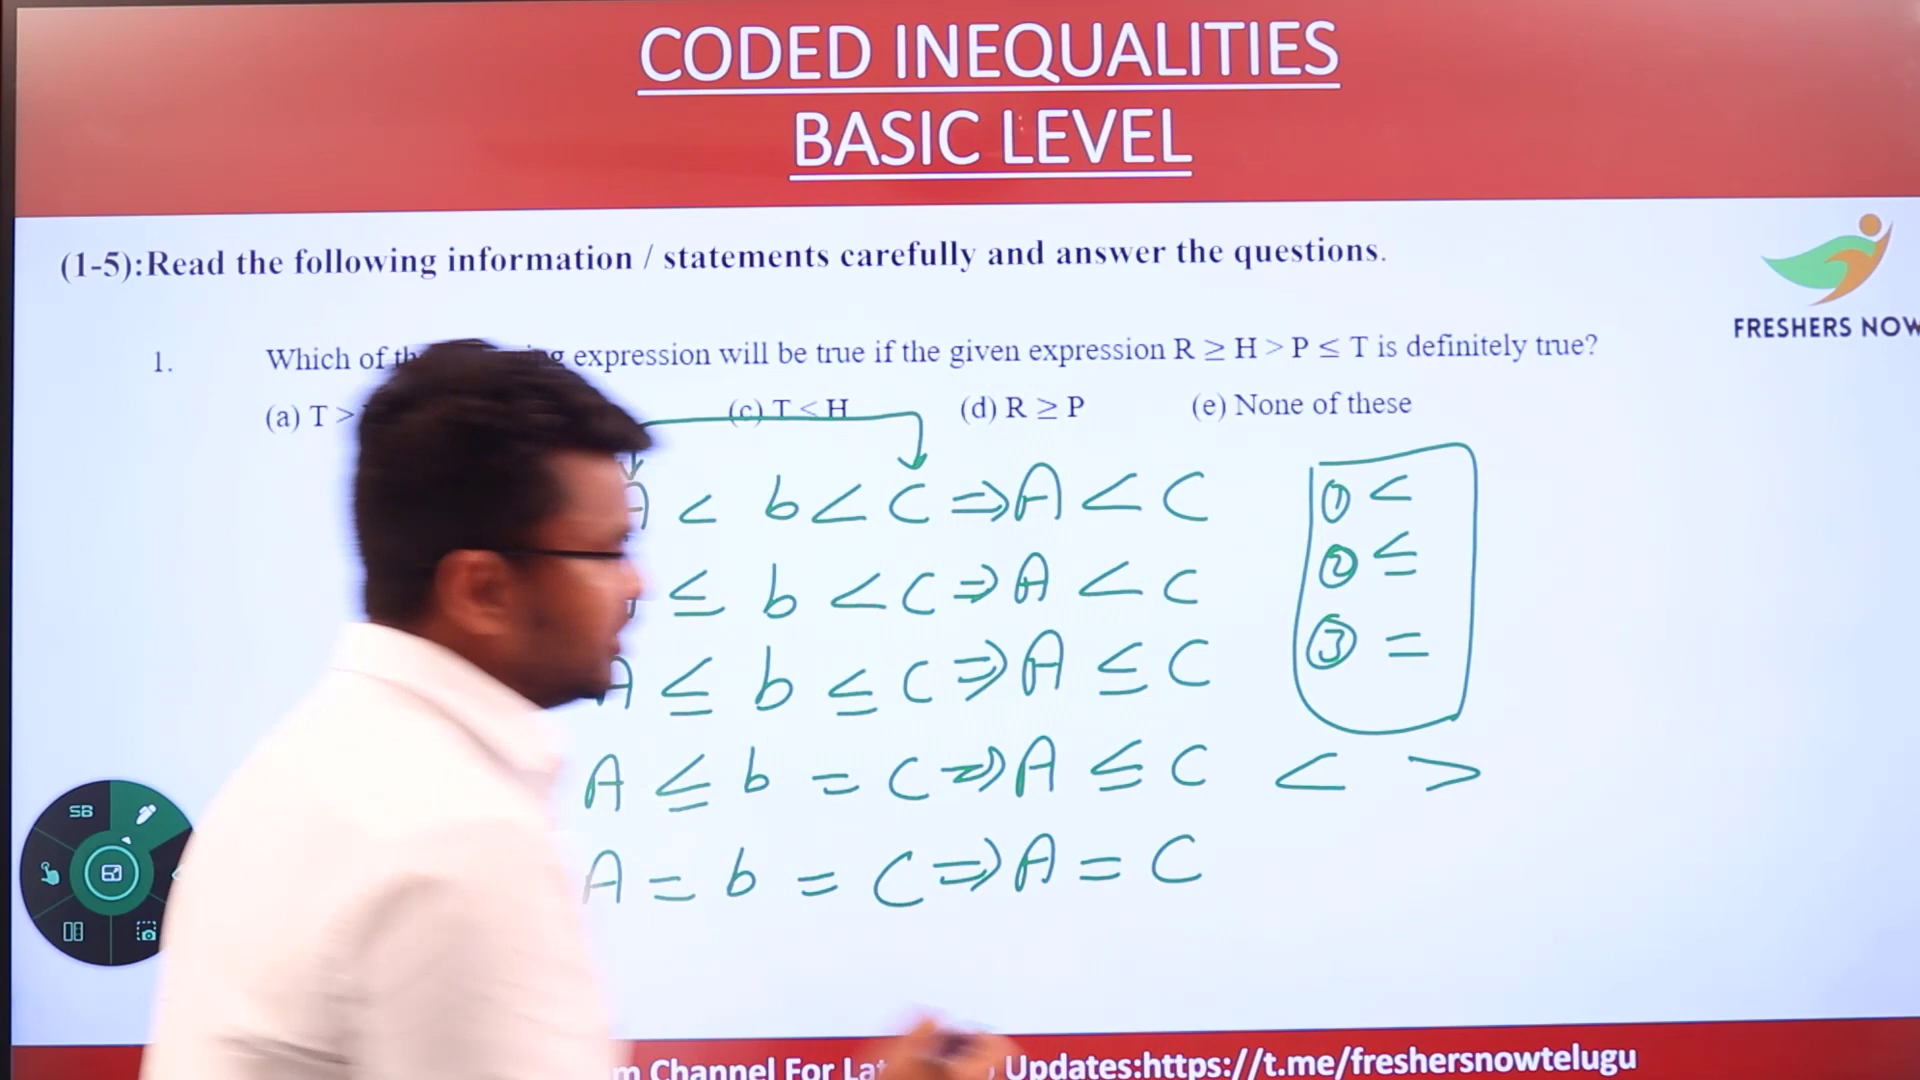 CODED INEQUALITIES
BASIC LEVEL
(1-5):Read the following information / statements carefully and answer the questions.
FRESHERS NOW
1. Which of expression will be true if the given expression R ≥ H > P ≤ T is definitely true?
(a) T > (c) T < H (d) R ≥ P (e) None of these
A < b < C ⇒ A < C
≤ b < C ⇒ A < C
A ≤ b ≤ C ⇒ A ≤ C
A ≤ b = C ⇒ A ≤ C
A = b = C ⇒ A = C
① <
② ≤
③ =
< >
SB
Channel For Updates:https://t.me/freshersnowtelugu